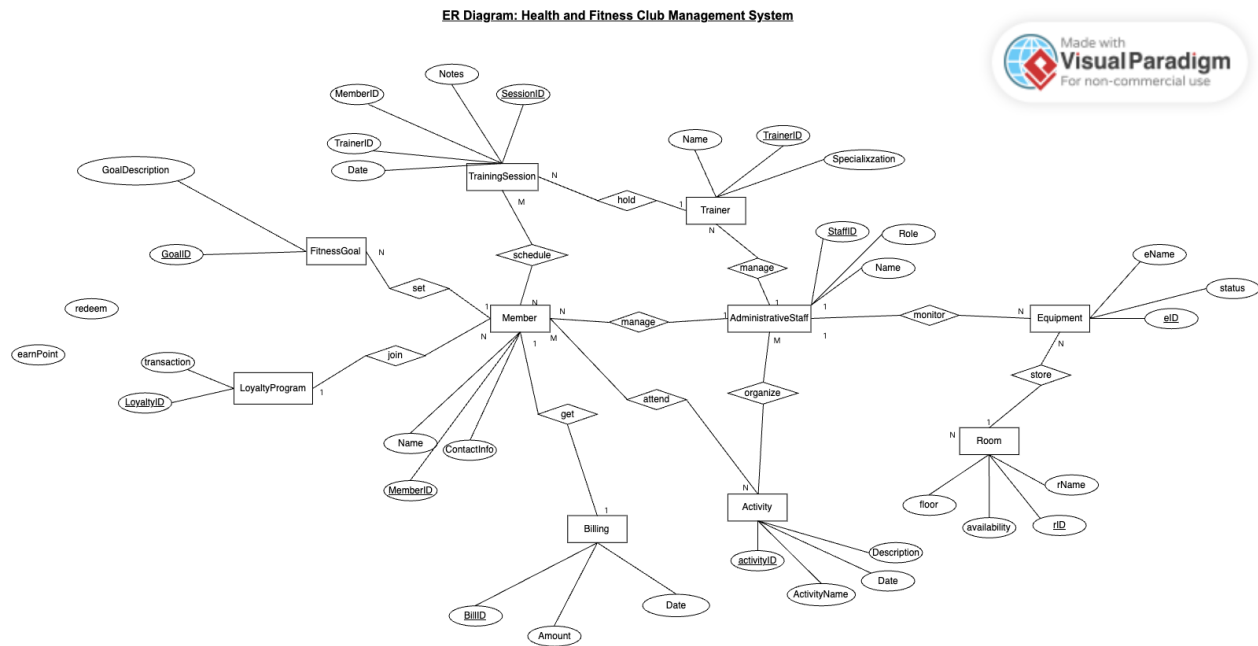 ER Diagram: Health and Fitness Club Management System
Made with
Visual Paradigm
For non-commercial use
Notes
MemberID
SessionID
TrainerID
Date
TrainingSession
N
M
hold
Name
TrainerID
Specialixzation
1
Trainer
N
GoalDescription
GoalID
FitnessGoal
N
set
schedule
manage
StaffID
Role
Name
eName
status
eID
redeem
earnPoint
1
N
N
Member
N
M
1
manage
1
1
AdministrativeStaff
1
M
monitor
N
Equipment
N
join
transaction
LoyaltyID
LoyaltyProgram
1
attend
organize
store
get
Name
ContactInfo
MemberID
1
N
Room
floor
availability
rName
rID
N
Activity
activityID
Description
Date
ActivityName
1
Billing
BillID
Amount
Date